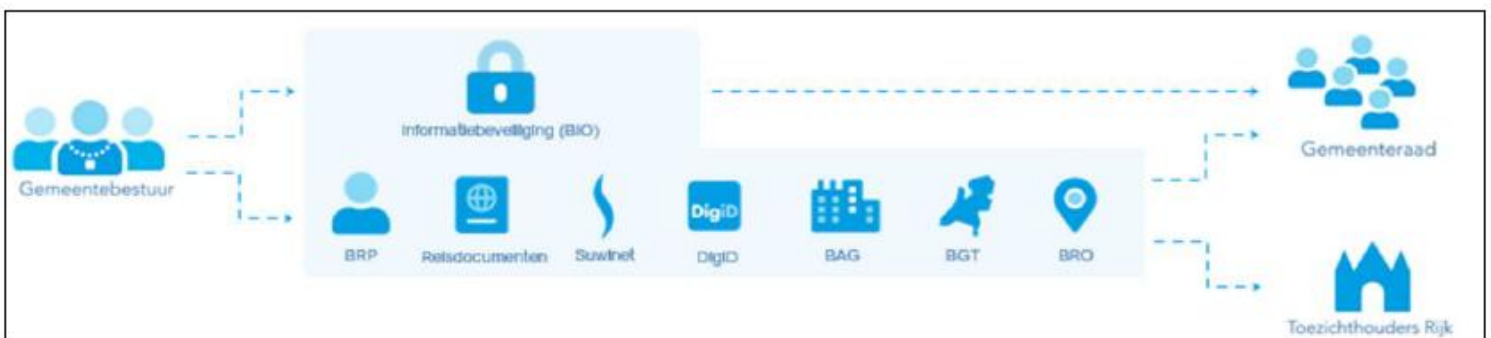 Informatiebeveiliging (BIO)
Gemeentebestuur
Gemeenteraad
DigiD
BRP
Reisdocumenten
Suwinet
DigiD
BAG
BGT
BRO
Toezichthouders Rijk